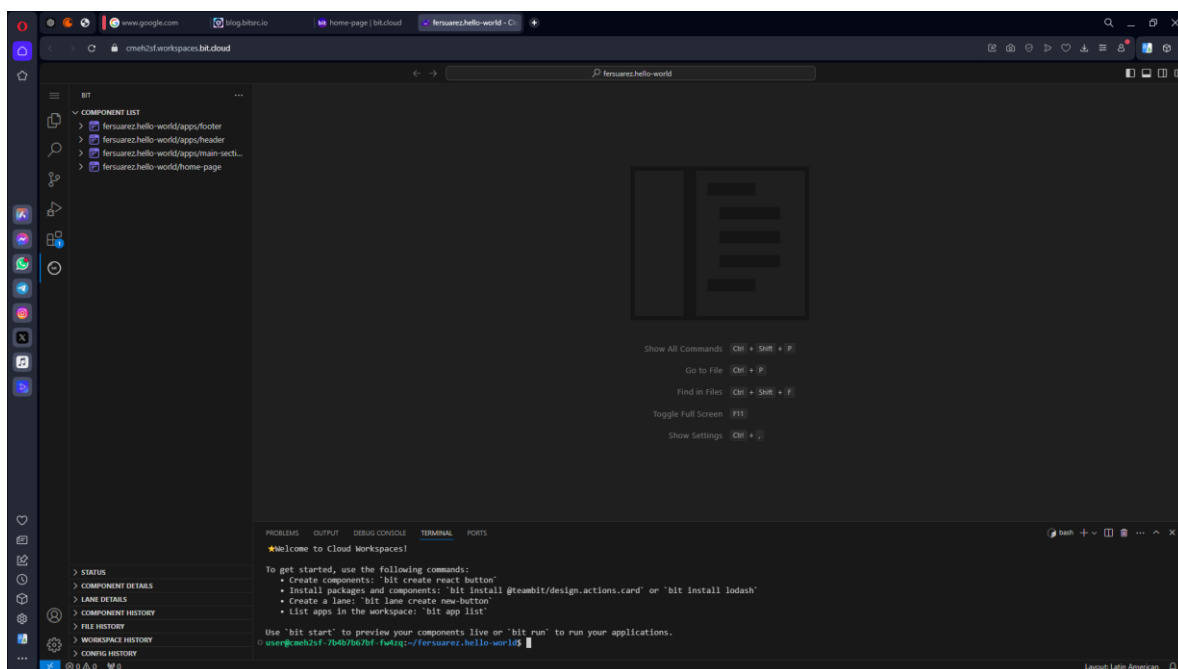 www.google.com
blog.bitsrc.io
bit home-page | bit.cloud
fersuarez.hello-world - Cl
cmeh2sf.workspaces.bit.cloud
fersuarez.hello-world
BIT
COMPONENT LIST
fersuarez.hello-world/apps/footer
fersuarez.hello-world/apps/header
fersuarez.hello-world/apps/main-secti...
fersuarez.hello-world/home-page
1
Show All Commands Ctrl + Shift + P
Go to File Ctrl + P
Find in Files Ctrl + Shift + F
Toggle Full Screen F11
Show Settings Ctrl + ,
PROBLEMS OUTPUT DEBUG CONSOLE TERMINAL PORTS
bash
Welcome to Cloud Workspaces!
To get started, use the following commands:
• Create components: `bit create react button`
• Install packages and components: `bit install @teambit/design.actions.card` or `bit install lodash`
• Create a lane: `bit lane create new-button`
• List apps in the workspace: `bit app list`
Use `bit start` to preview your components live or `bit run` to run your applications.
user@cmeh2sf-7b4b7b67bf-fw4zq:~/fersuarez.hello-world$
STATUS
COMPONENT DETAILS
LANE DETAILS
COMPONENT HISTORY
FILE HISTORY
WORKSPACE HISTORY
CONFIG HISTORY
0 0 0
Layout: Latin American